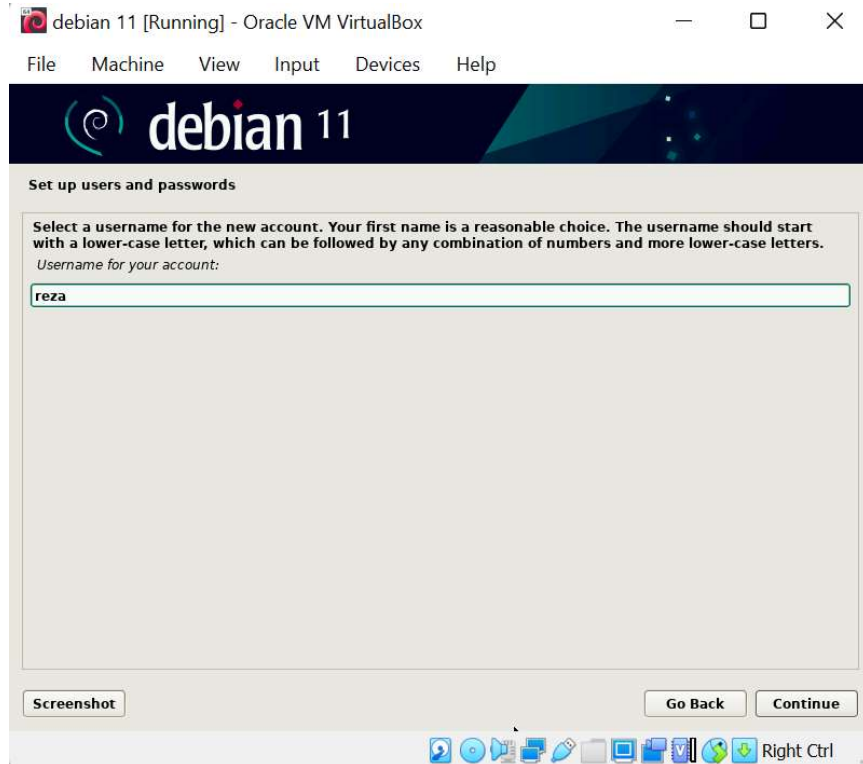 debian 11 [Running] - Oracle VM VirtualBox
File Machine View Input Devices Help
debian 11
Set up users and passwords
Select a username for the new account. Your first name is a reasonable choice. The username should start
with a lower-case letter, which can be followed by any combination of numbers and more lower-case letters.
Username for your account:
reza
Screenshot Go Back Continue
Right Ctrl